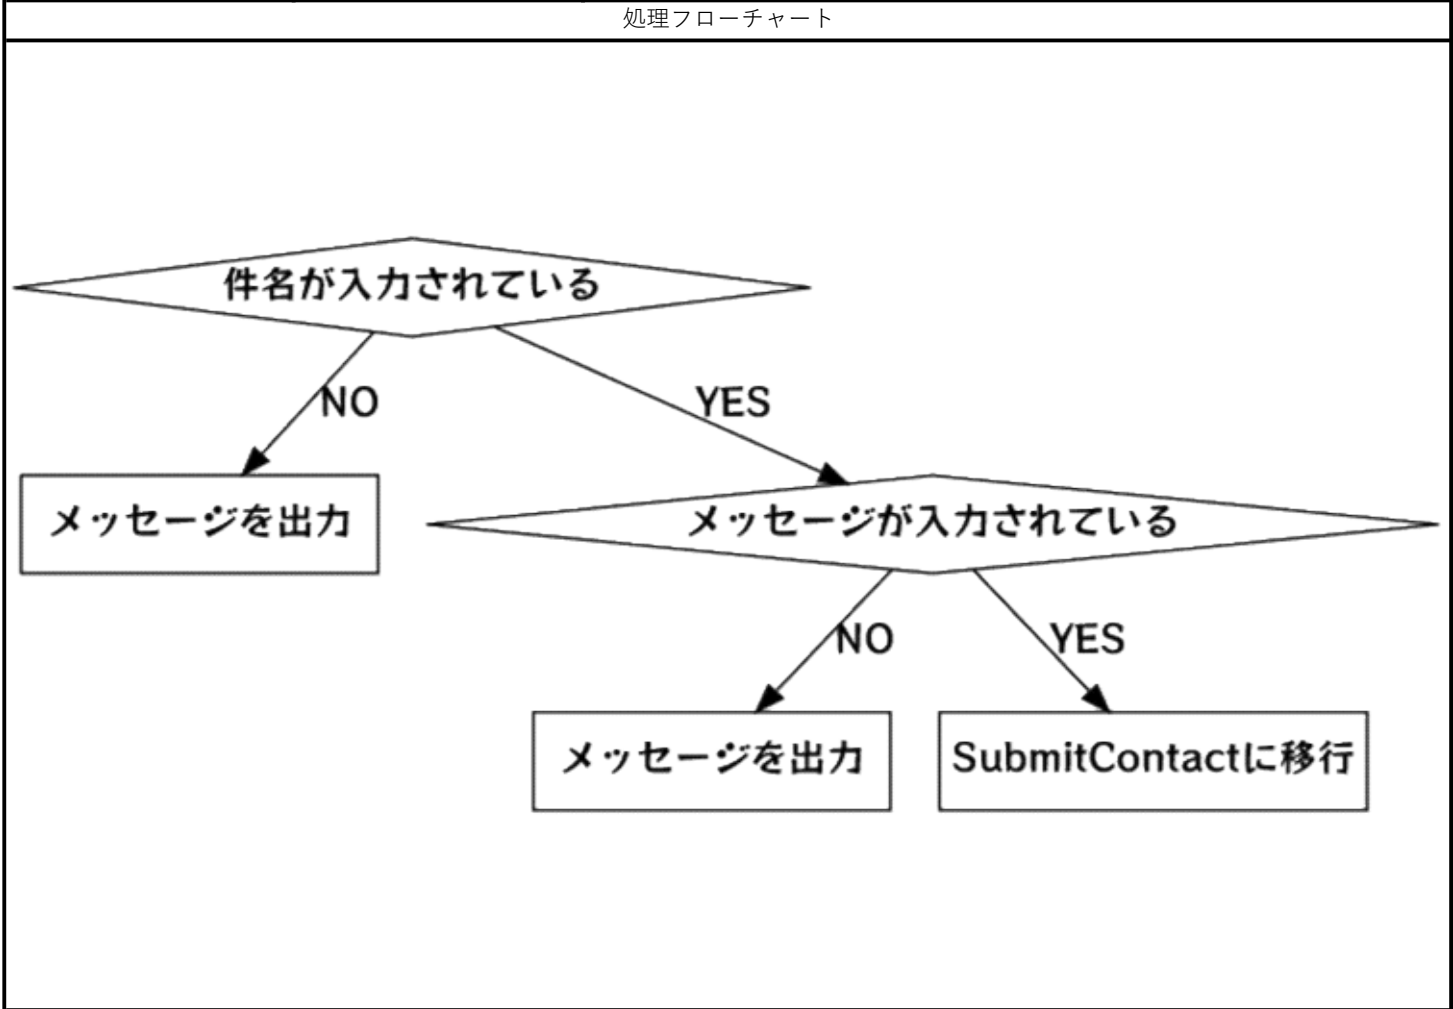 処理フローチャート
件名が入力されている
NO
YES
メッセージを出力
メッセージが入力されている
NO
YES
メッセージを出力
SubmitContactに移行